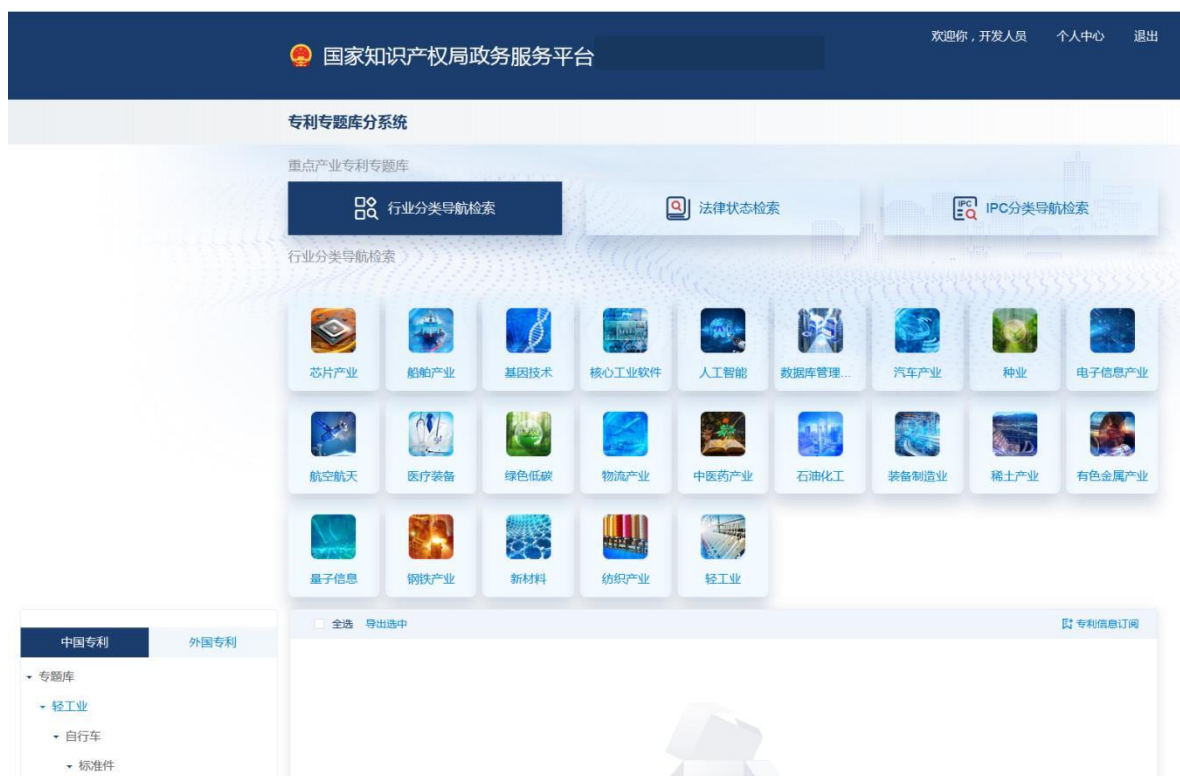 欢迎你，开发人员 个人中心 退出
国家知识产权局政务服务平台
专利专题库分系统
重点产业专利专题库
行业分类导航检索 法律状态检索 IPC IPC分类导航检索
行业分类导航检索
芯片产业 船舶产业 基因技术 核心工业软件 人工智能 数据库管理... 汽车产业 种业 电子信息产业
航空航天 医疗装备 绿色低碳 物流产业 中医药产业 石油化工 装备制造业 稀土产业 有色金属产业
量子信息 钢铁产业 新材料 纺织产业 轻工业
全选 导出选中 专利信息订阅
中国专利 外国专利
专题库
轻工业
自行车
标准件